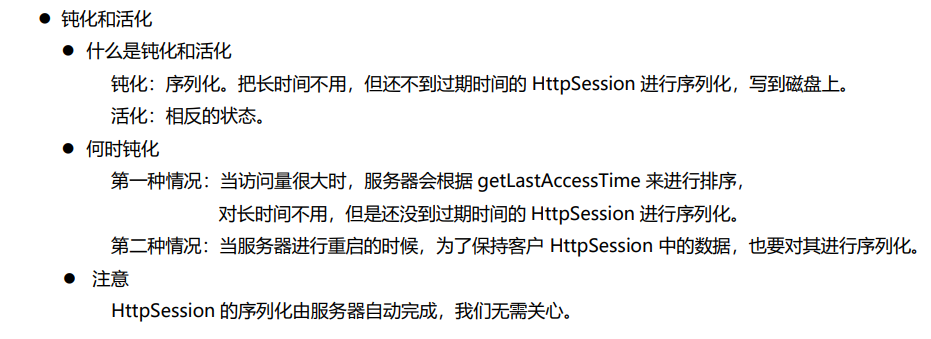 ● 钝化和活化
● 什么是钝化和活化
钝化：序列化。把长时间不用，但还不到过期时间的 HttpSession 进行序列化，写到磁盘上。
活化：相反的状态。
● 何时钝化
第一种情况：当访问量很大时，服务器会根据 getLastAccessTime 来进行排序，
对长时间不用，但是还没到过期时间的 HttpSession 进行序列化。
第二种情况：当服务器进行重启的时候，为了保持客户 HttpSession 中的数据，也要对其进行序列化。
● 注意
HttpSession 的序列化由服务器自动完成，我们无需关心。